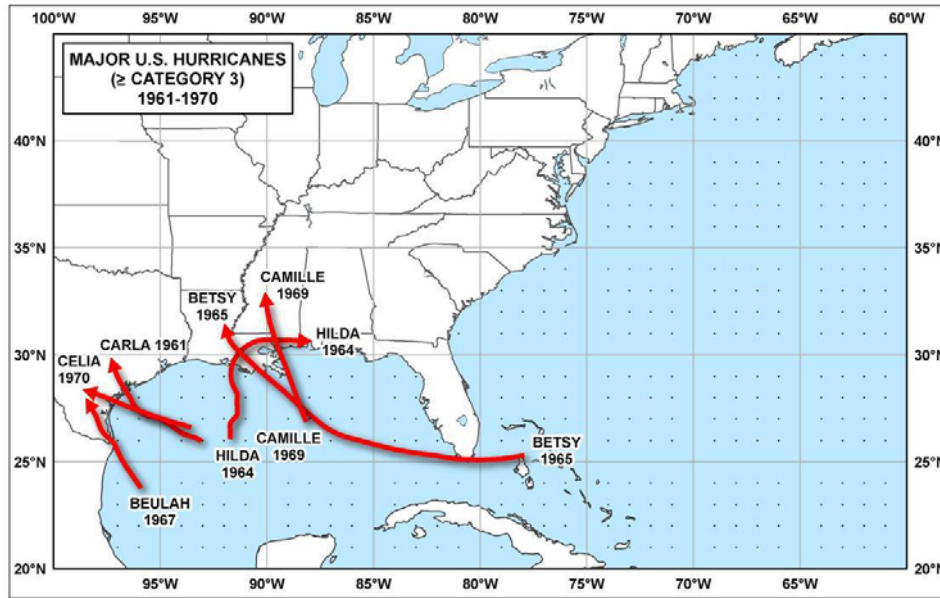 100°W 95°W 90°W 85°W 80°W 75°W 70°W 65°W 60°W
MAJOR U.S. HURRICANES
(≥ CATEGORY 3)
1961-1970
40°N 40°N
35°N 35°N
CAMILLE
1969
BETSY
1965
HILDA
1964
CARLA 1961
30°N 30°N
CELIA
1970
CAMILLE
1969
HILDA
1964
BETSY
1965
25°N 25°N
BEULAH
1967
20°N 20°N
95°W 90°W 85°W 80°W 75°W 70°W 65°W